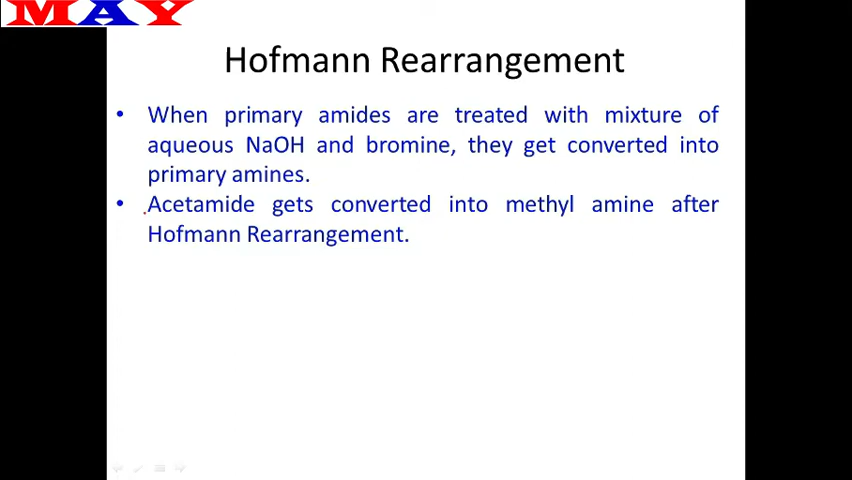 MAY
Hofmann Rearrangement
• When primary amides are treated with mixture of
aqueous NaOH and bromine, they get converted into
primary amines.
• Acetamide gets converted into methyl amine after
Hofmann Rearrangement.